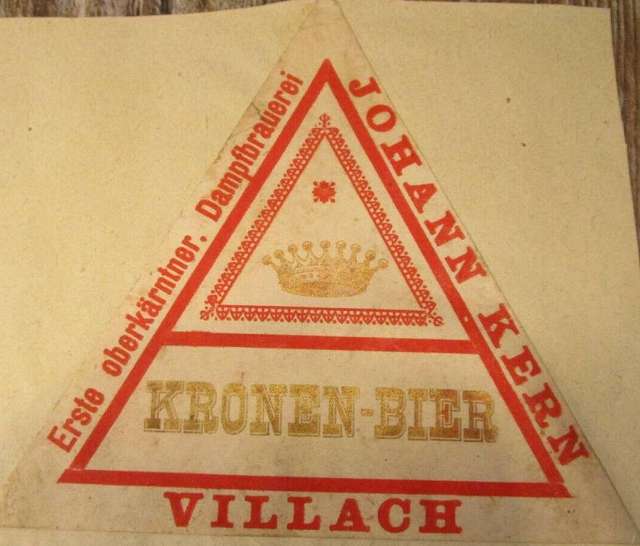 Erste oberkärntner. Dampfbrauerei
JOHANN KERN
KRONEN-BIER
VILLACH